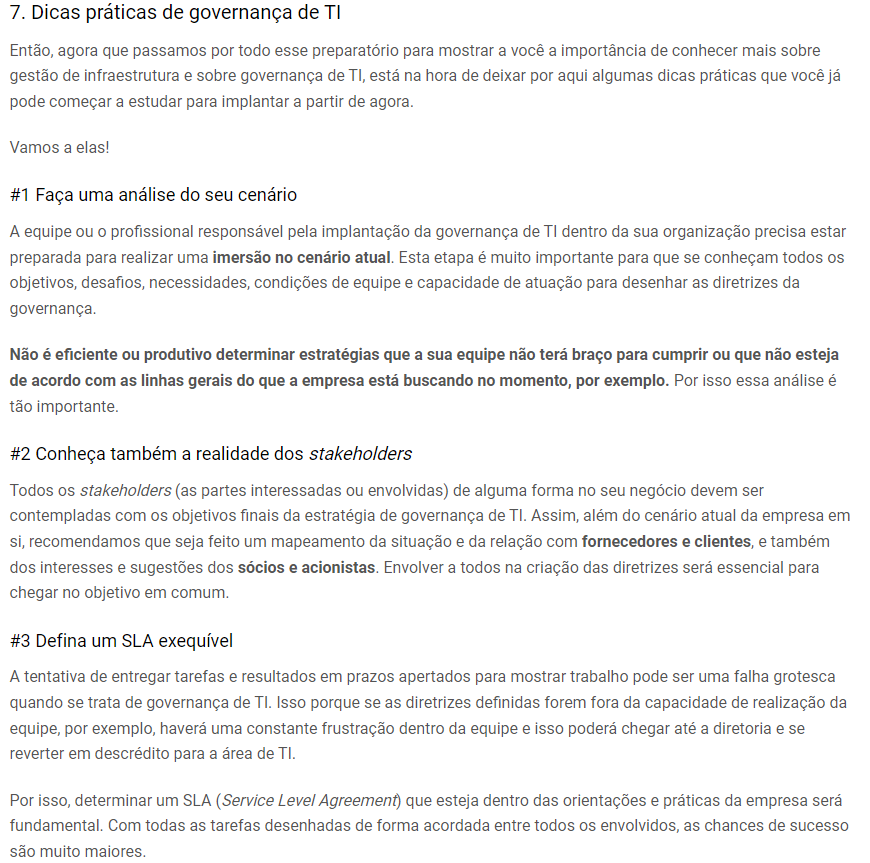 7. Dicas práticas de governança de TI
Então, agora que passamos por todo esse preparatório para mostrar a você a importância de conhecer mais sobre
gestão de infraestrutura e sobre governança de TI, está na hora de deixar por aqui algumas dicas práticas que você já
pode começar a estudar para implantar a partir de agora.
Vamos a elas!
#1 Faça uma análise do seu cenário
A equipe ou o profissional responsável pela implantação da governança de TI dentro da sua organização precisa estar
preparada para realizar uma imersão no cenário atual. Esta etapa é muito importante para que se conheçam todos os
objetivos, desafios, necessidades, condições de equipe e capacidade de atuação para desenhar as diretrizes da
governança.
Não é eficiente ou produtivo determinar estratégias que a sua equipe não terá braço para cumprir ou que não esteja
de acordo com as linhas gerais do que a empresa está buscando no momento, por exemplo. Por isso essa análise é
tão importante.
#2 Conheça também a realidade dos stakeholders
Todos os stakeholders (as partes interessadas ou envolvidas) de alguma forma no seu negócio devem ser
contempladas com os objetivos finais da estratégia de governança de TI. Assim, além do cenário atual da empresa em
si, recomendamos que seja feito um mapeamento da situação e da relação com fornecedores e clientes, e também
dos interesses e sugestões dos sócios e acionistas. Envolver a todos na criação das diretrizes será essencial para
chegar no objetivo em comum.
#3 Defina um SLA exequível
A tentativa de entregar tarefas e resultados em prazos apertados para mostrar trabalho pode ser uma falha grotesca
quando se trata de governança de TI. Isso porque se as diretrizes definidas forem fora da capacidade de realização da
equipe, por exemplo, haverá uma constante frustração dentro da equipe e isso poderá chegar até a diretoria e se
reverter em descrédito para a área de TI.
Por isso, determinar um SLA (Service Level Agreement) que esteja dentro das orientações e práticas da empresa será
fundamental. Com todas as tarefas desenhadas de forma acordada entre todos os envolvidos, as chances de sucesso
são muito maiores.